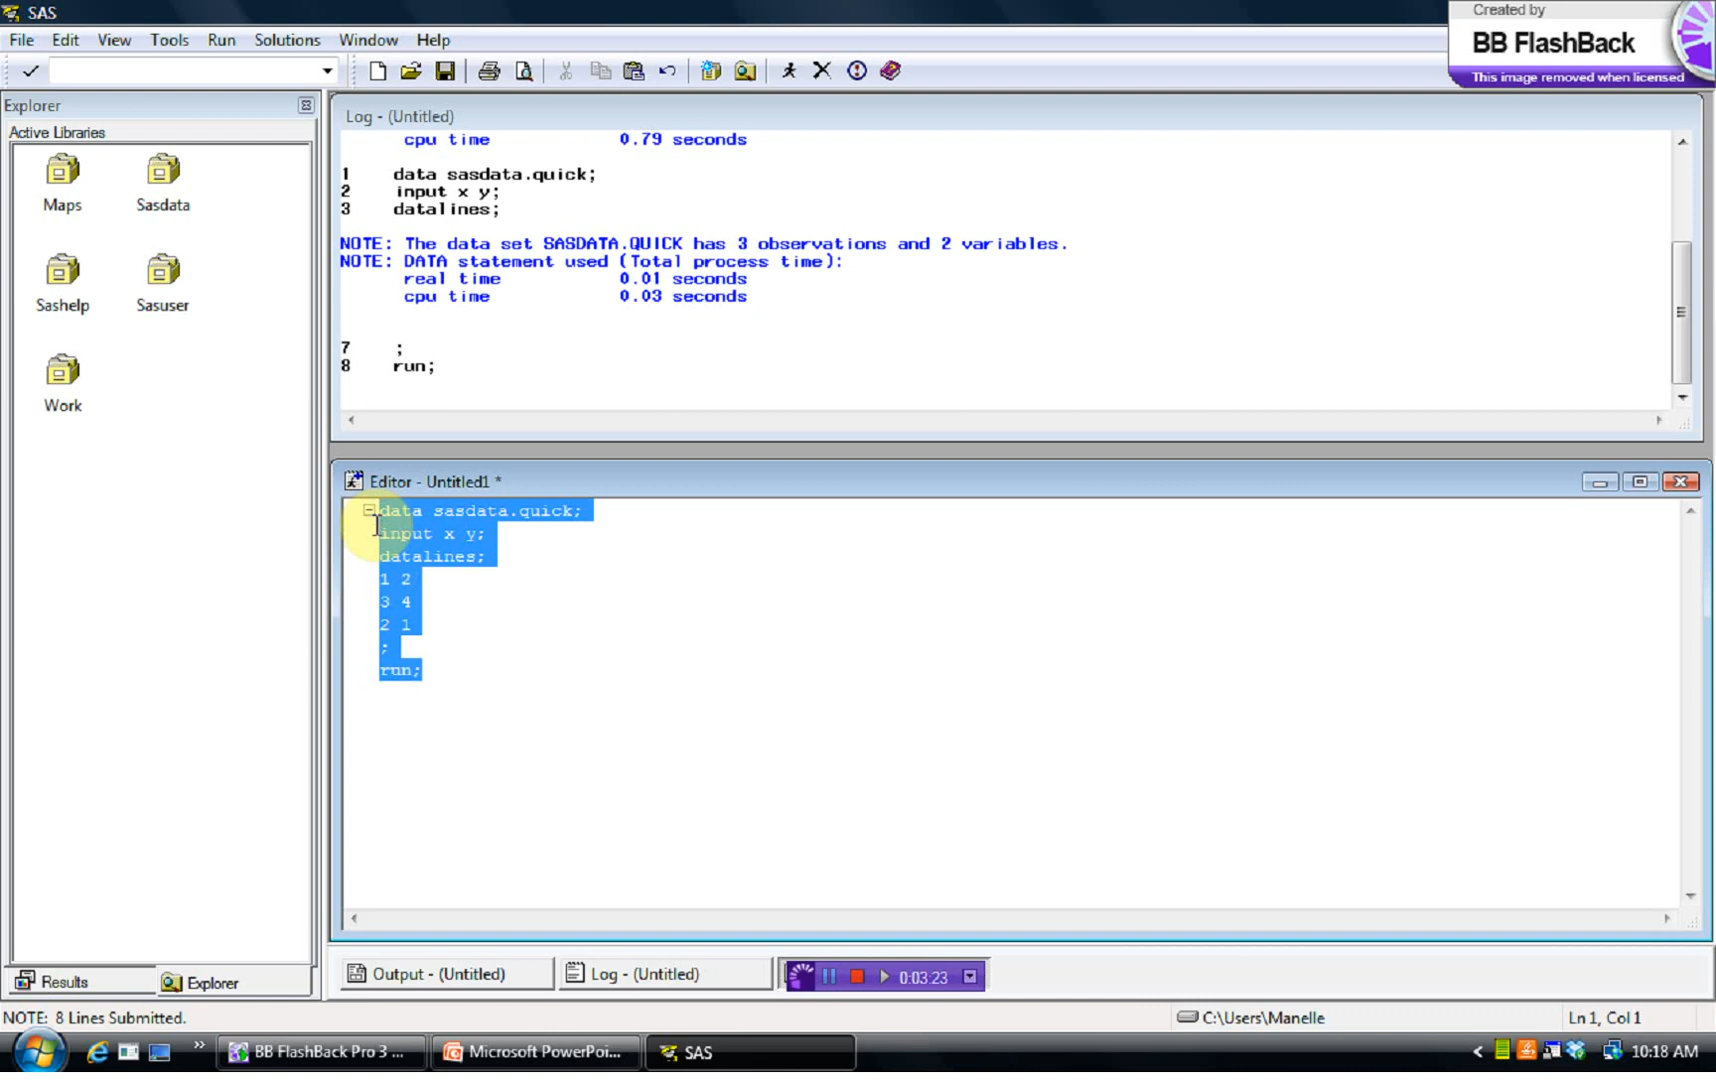 SAS
Created by
BB FlashBack
This image removed when licensed
File Edit View Tools Run Solutions Window Help
Explorer
Active Libraries
Maps Sasdata
Sashelp Sasuser
Work
Log - (Untitled)
cpu time 0.79 seconds
1 data sasdata.quick;
2 input x y;
3 datalines;
NOTE: The data set SASDATA.QUICK has 3 observations and 2 variables.
NOTE: DATA statement used (Total process time):
real time 0.01 seconds
cpu time 0.03 seconds
7 ;
8 run;
Editor - Untitled1 *
data sasdata.quick;
input x y;
datalines;
1 2
3 4
2 1
;
run;
Results Explorer
Output - (Untitled) Log - (Untitled) 0:03:23
NOTE: 8 Lines Submitted. C:\Users\Manelle Ln 1, Col 1
BB FlashBack Pro 3 ... Microsoft PowerPoi... SAS 10:18 AM